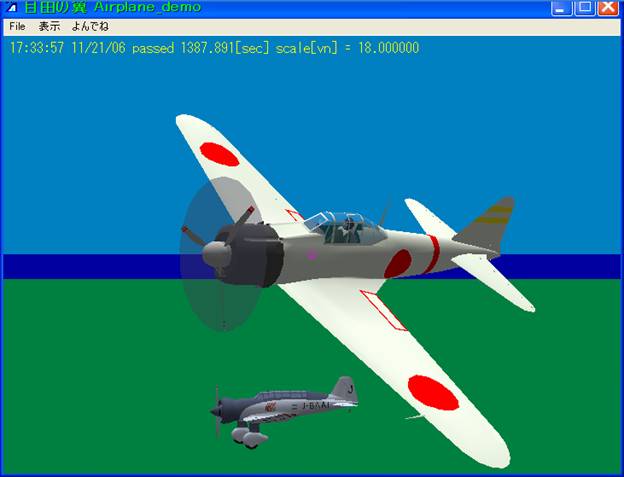 自由の翼 Airplane_demo
File 表示 よんでね
17:33:57 11/21/06 passed 1387.891[sec] scale[vn] = 18.000000
J-BAAI
J